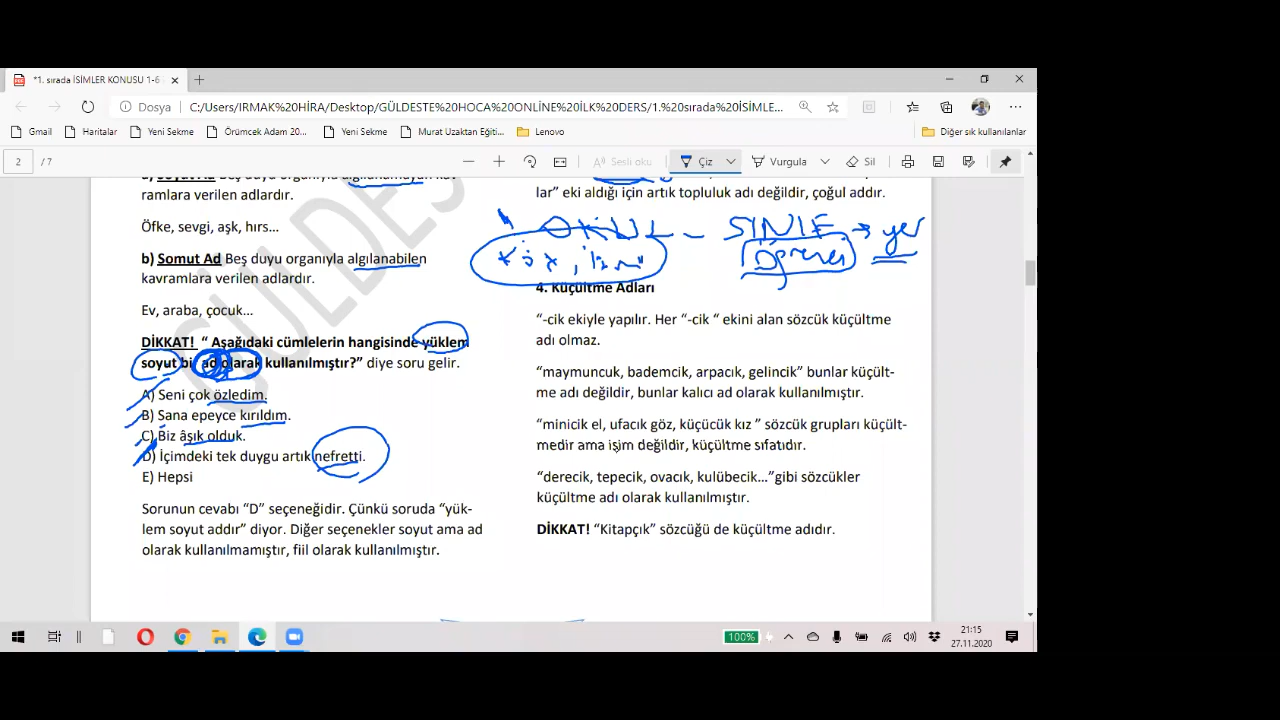 *1. sırada İSİMLER KONUSU 1-6
Dosya C:/Users/IRMAK%20HİRA/Desktop/GÜLDESTE%20HOCA%20ONLİNE%20İLK%20DERS/1.%20sırada%20İSİMLE...
Gmail Haritalar Yeni Sekme Örümcek Adam 20... Yeni Sekme Murat Uzaktan Eğiti... Lenovo Diğer sık kullanılanlar
2 / 7 Sesli oku Çiz Vurgula Sil
ramlara verilen adlardır.
Öfke, sevgi, aşk, hırs...
b) Somut Ad Beş duyu organıyla algılanabilen
kavramlara verilen adlardır.
Ev, araba, çocuk...
DİKKAT! “ Aşağıdaki cümlelerin hangisinde yüklem
soyut bir ad olarak kullanılmıştır?” diye soru gelir.
A) Seni çok özledim.
B) Sana epeyce kırıldım.
C) Biz âşık olduk.
D) İçimdeki tek duygu artık nefretti.
E) Hepsi
Sorunun cevabı “D” seçeneğidir. Çünkü soruda “yük-
lem soyut addır” diyor. Diğer seçenekler soyut ama ad
olarak kullanılmamıştır, fiil olarak kullanılmıştır.
lar” eki aldığı için artık topluluk adı değildir, çoğul addır.
OKUL – SINIF → yer
Öğrenci
4. Küçültme Adları
“-cik ekiyle yapılır. Her “-cik “ ekini alan sözcük küçültme
adı olmaz.
“maymuncuk, bademcik, arpacık, gelincik” bunlar küçült-
me adı değildir, bunlar kalıcı ad olarak kullanılmıştır.
“minicik el, ufacık göz, küçücük kız ” sözcük grupları küçült-
medir ama isim değildir, küçültme sıfatıdır.
“derecik, tepecik, ovacık, kulübecik...”gibi sözcükler
küçültme adı olarak kullanılmıştır.
DİKKAT! “Kitapçık” sözcüğü de küçültme adıdır.
100% 21:15
27.11.2020